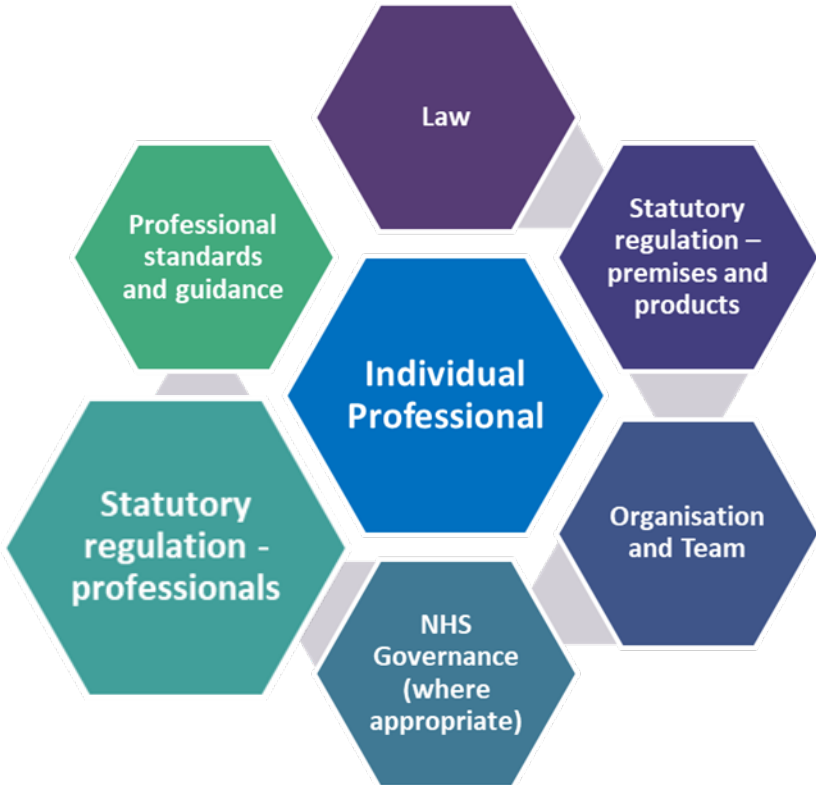 Law
Professional
standards
and guidance
Statutory
regulation –
premises and
products
Individual
Professional
Statutory
regulation -
professionals
Organisation
and Team
NHS
Governance
(where
appropriate)